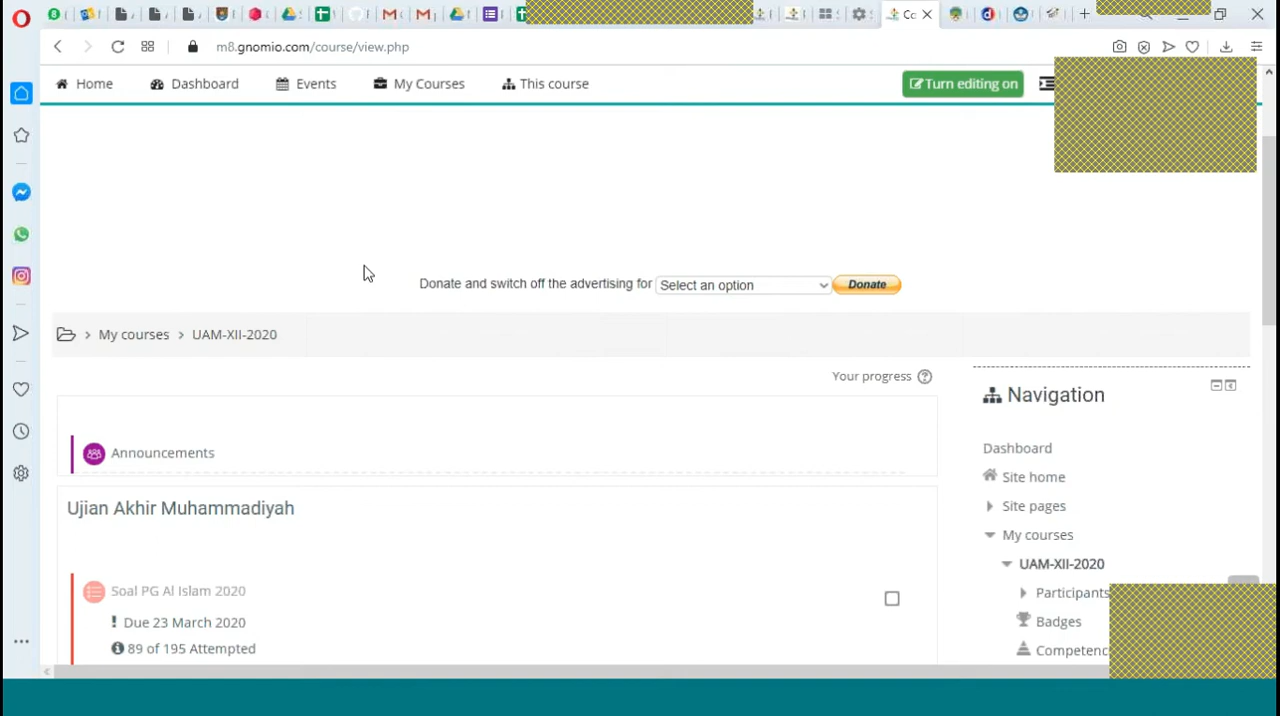 m8.gnomio.com/course/view.php
Home
Dashboard
Events
My Courses
This course
Turn editing on
Donate and switch off the advertising for
Select an option
Donate
My courses
UAM-XII-2020
Your progress
Navigation
Announcements
Dashboard
Site home
Ujian Akhir Muhammadiyah
Site pages
My courses
UAM-XII-2020
Soal PG Al Islam 2020
Participants
Due 23 March 2020
Badges
89 of 195 Attempted